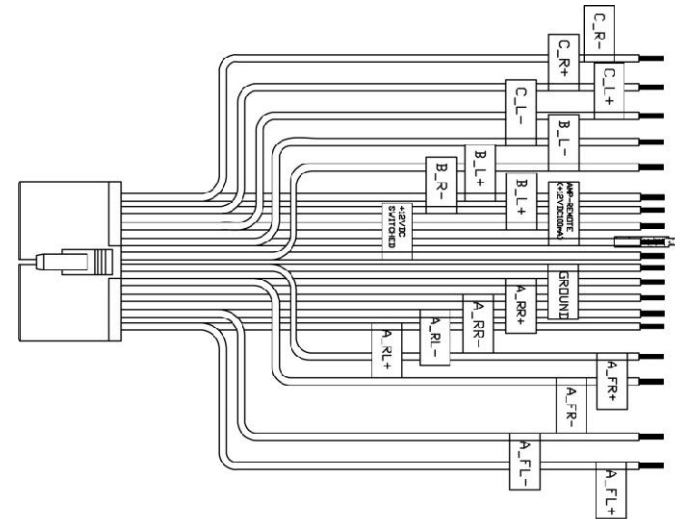 C_R-
C_R+
C_L+
C_L-
B_L-
B_L+
B_R-
B_L+
AMP-REMOTE
(+12VDC100mA)
+12VDC
SWITCHED
GROUND
A_RR+
A_RR-
A_RL-
A_RL+
A_FR+
A_FR-
A_FL-
A_FL+